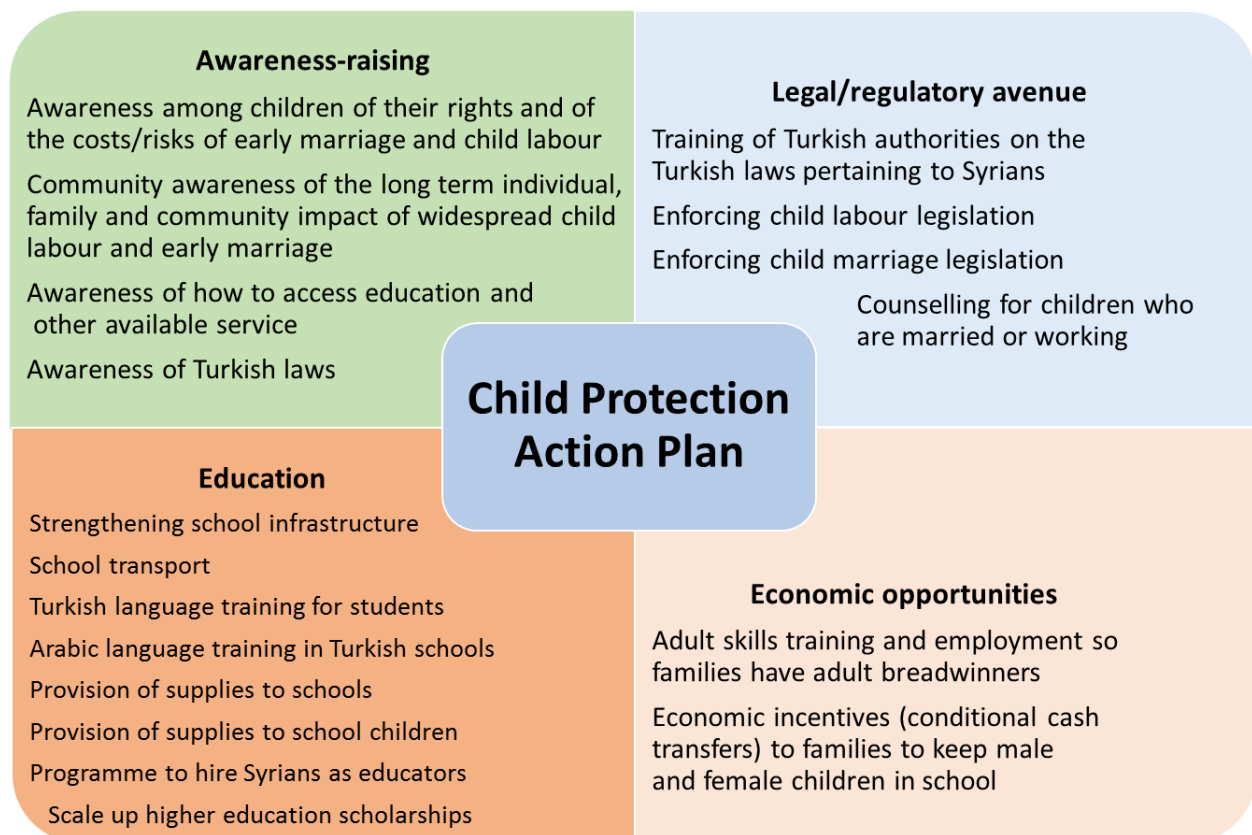 Awareness-raising
Awareness among children of their rights and of
the costs/risks of early marriage and child labour
Community awareness of the long term individual,
family and community impact of widespread child
labour and early marriage
Awareness of how to access education and
other available service
Awareness of Turkish laws
Legal/regulatory avenue
Training of Turkish authorities on the
Turkish laws pertaining to Syrians
Enforcing child labour legislation
Enforcing child marriage legislation
Counselling for children who
are married or working
Child Protection
Action Plan
Education
Strengthening school infrastructure
School transport
Turkish language training for students
Arabic language training in Turkish schools
Provision of supplies to schools
Provision of supplies to school children
Programme to hire Syrians as educators
Scale up higher education scholarships
Economic opportunities
Adult skills training and employment so
families have adult breadwinners
Economic incentives (conditional cash
transfers) to families to keep male
and female children in school